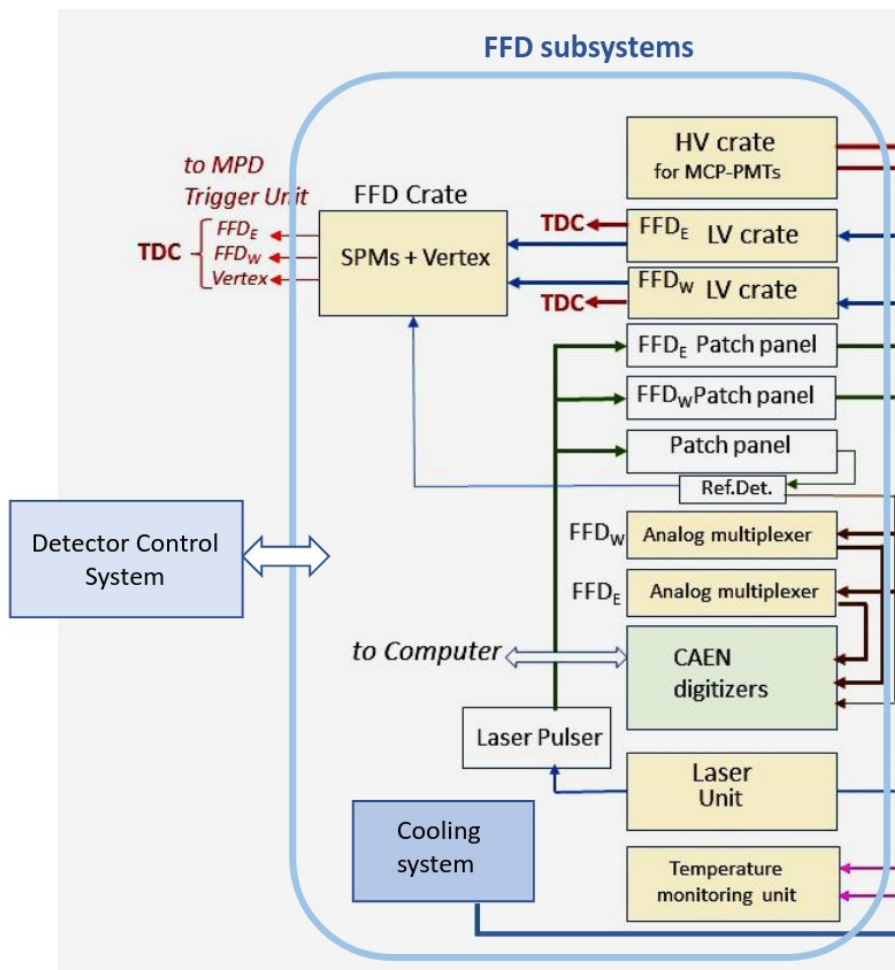 FFD subsystems
HV crate
for MCP-PMTs
to MPD
Trigger Unit
FFD Crate
TDC
FFD_E
FFD_W
Vertex
SPMs + Vertex
TDC
FFD_E LV crate
FFD_W LV crate
TDC
FFD_E Patch panel
FFD_W Patch panel
Patch panel
Ref.Det.
Detector Control
System
FFD_W
Analog multiplexer
FFD_E
Analog multiplexer
to Computer
CAEN
digitizers
Laser Pulser
Laser
Unit
Cooling
system
Temperature
monitoring unit